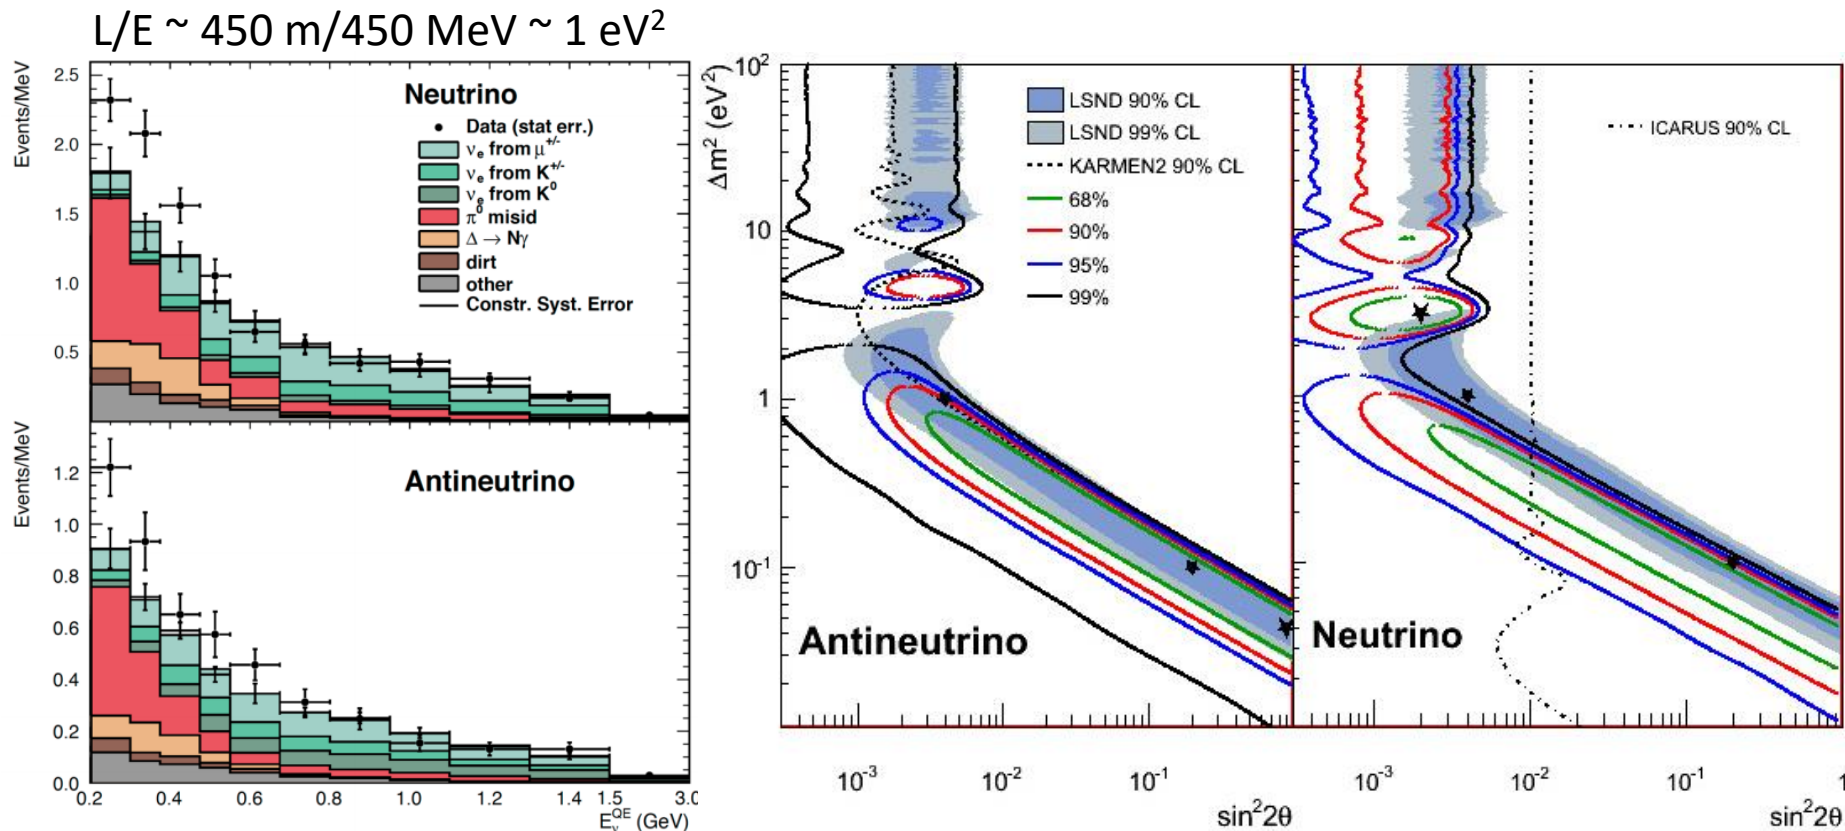 L/E ~ 450 m/450 MeV ~ 1 eV²
Events/MeV
2.5
2.0
1.5
1.0
0.5
Neutrino
Data (stat err.)
νe from μ+/-
νe from K+/-
νe from K0
π0 misid
Δ → Nγ
dirt
other
Constr. Syst. Error
Events/MeV
1.2
1.0
0.8
0.6
0.4
0.2
0.0
Antineutrino
0.2 0.4 0.6 0.8 1.0 1.2 1.4 1.5 3.0
EνQE (GeV)
Δm² (eV²)
10²
10
1
10-1
LSND 90% CL
LSND 99% CL
KARMEN2 90% CL
68%
90%
95%
99%
Antineutrino
10-3 10-2 10-1
sin²2θ
ICARUS 90% CL
Neutrino
10-3 10-2 10-1 1
sin²2θ